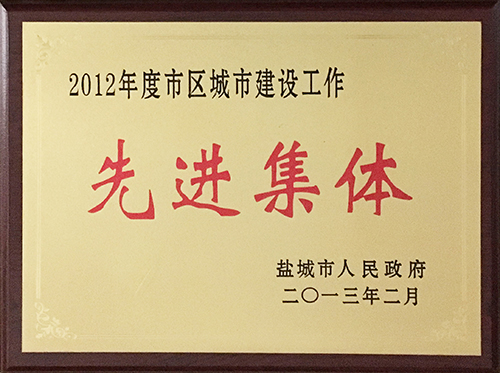 2012年度市区城市建设工作
先进集体
盐城市人民政府
二〇一三年二月